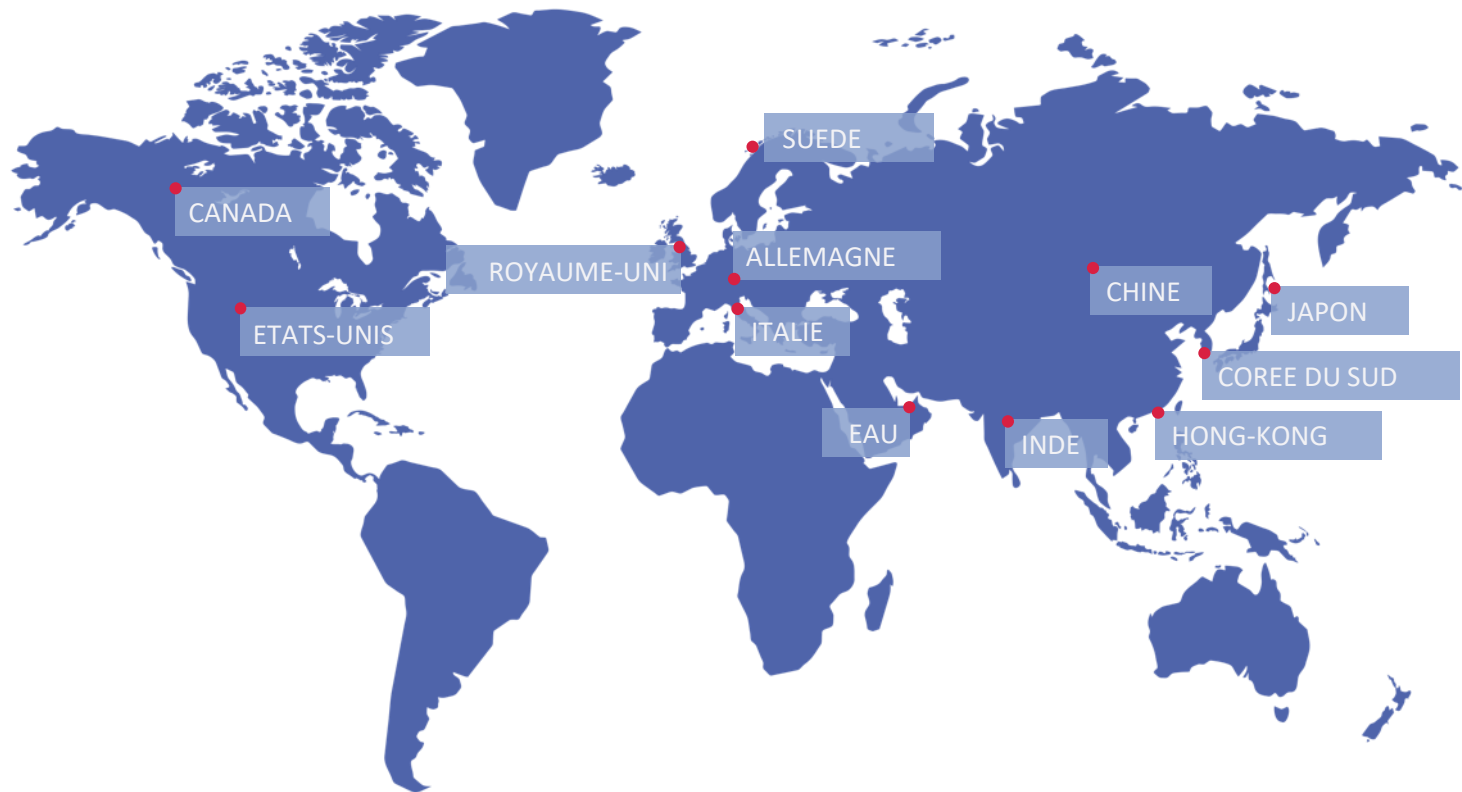 SUEDE
CANADA
ROYAUME-UNI
ALLEMAGNE
CHINE
JAPON
ETATS-UNIS
ITALIE
COREE DU SUD
EAU
INDE
HONG-KONG